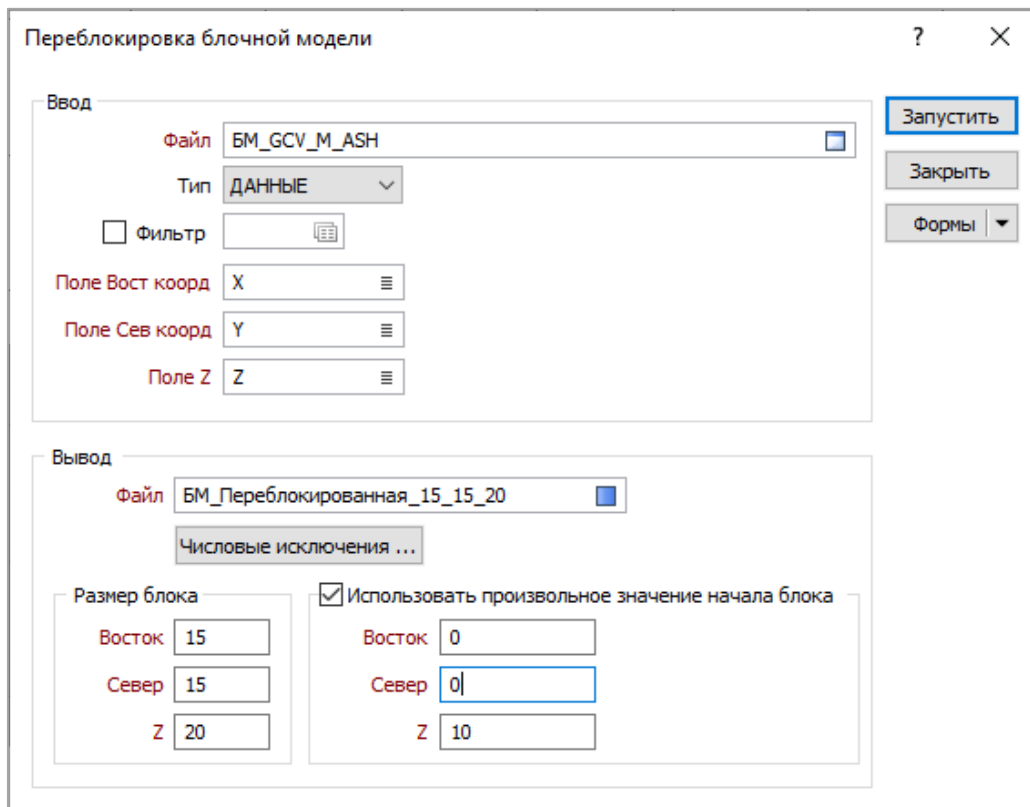 Переблокировка блочной модели ?
Ввод
Запустить
Файл БМ_GCV_M_ASH
Закрыть
Тип ДАННЫЕ
Формы
Фильтр
Поле Вост коорд X
Поле Сев коорд Y
Поле Z Z
Вывод
Файл БМ_Переблокированная_15_15_20
Числовые исключения ...
Размер блока Использовать произвольное значение начала блока
Восток 15 Восток 0
Север 15 Север 0
Z 20 Z 10